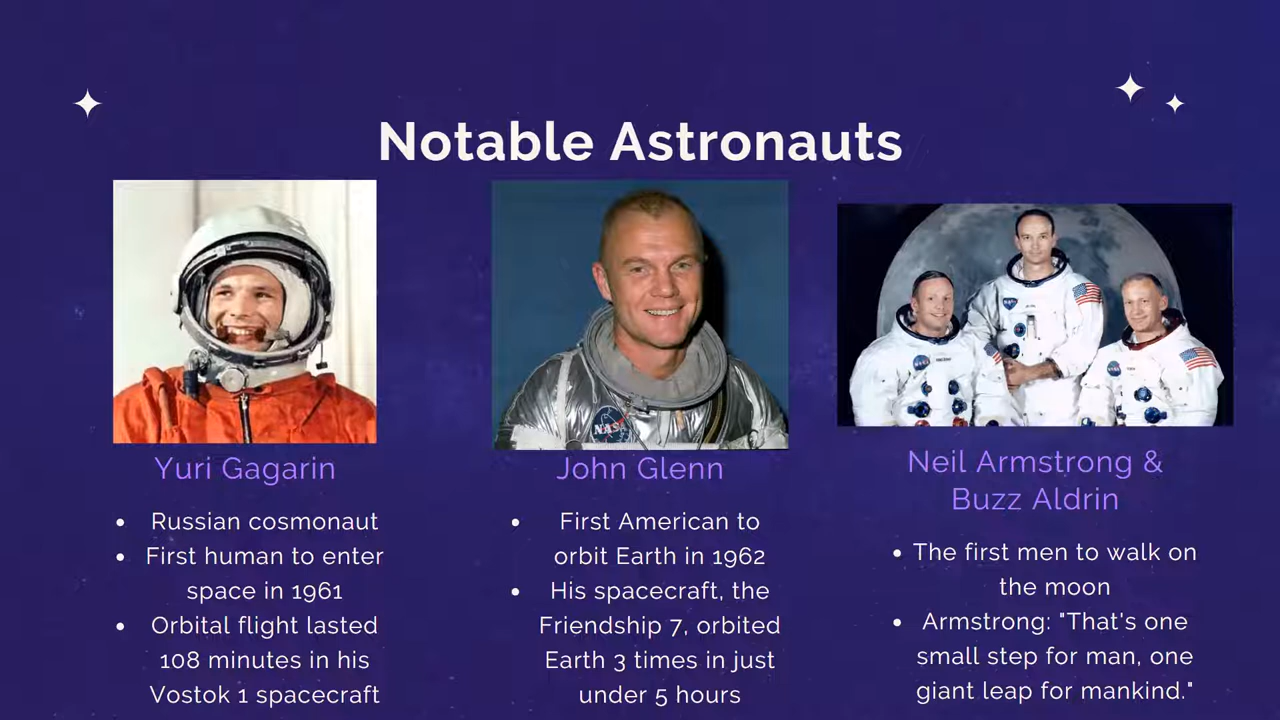 Notable Astronauts
NASA
Yuri Gagarin
• Russian cosmonaut
• First human to enter
space in 1961
• Orbital flight lasted
108 minutes in his
Vostok 1 spacecraft
John Glenn
• First American to
orbit Earth in 1962
• His spacecraft, the
Friendship 7, orbited
Earth 3 times in just
under 5 hours
Neil Armstrong &
Buzz Aldrin
• The first men to walk on
the moon
• Armstrong: "That's one
small step for man, one
giant leap for mankind."